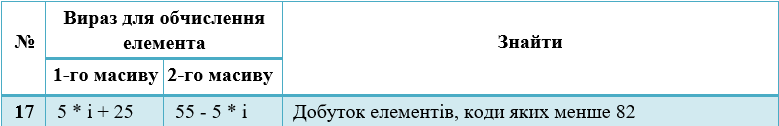 № Вираз для обчислення елемента Знайти
1-го масиву 2-го масиву
17 5 * i + 25 55 - 5 * i Добуток елементів, коди яких менше 82